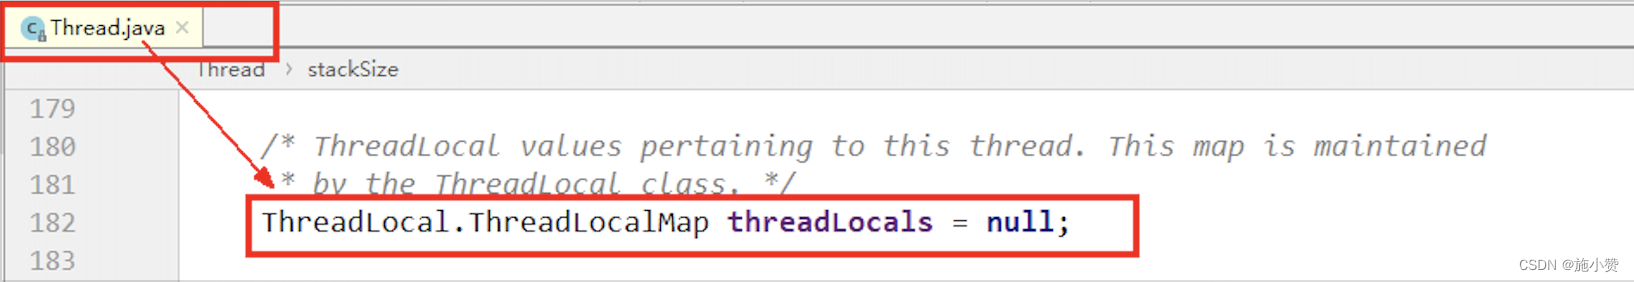 Thread.java
Thread > stackSize
179
180 /* ThreadLocal values pertaining to this thread. This map is maintained
181 * by the ThreadLocal class. */
182 ThreadLocal.ThreadLocalMap threadLocals = null;
183
CSDN @施小赞